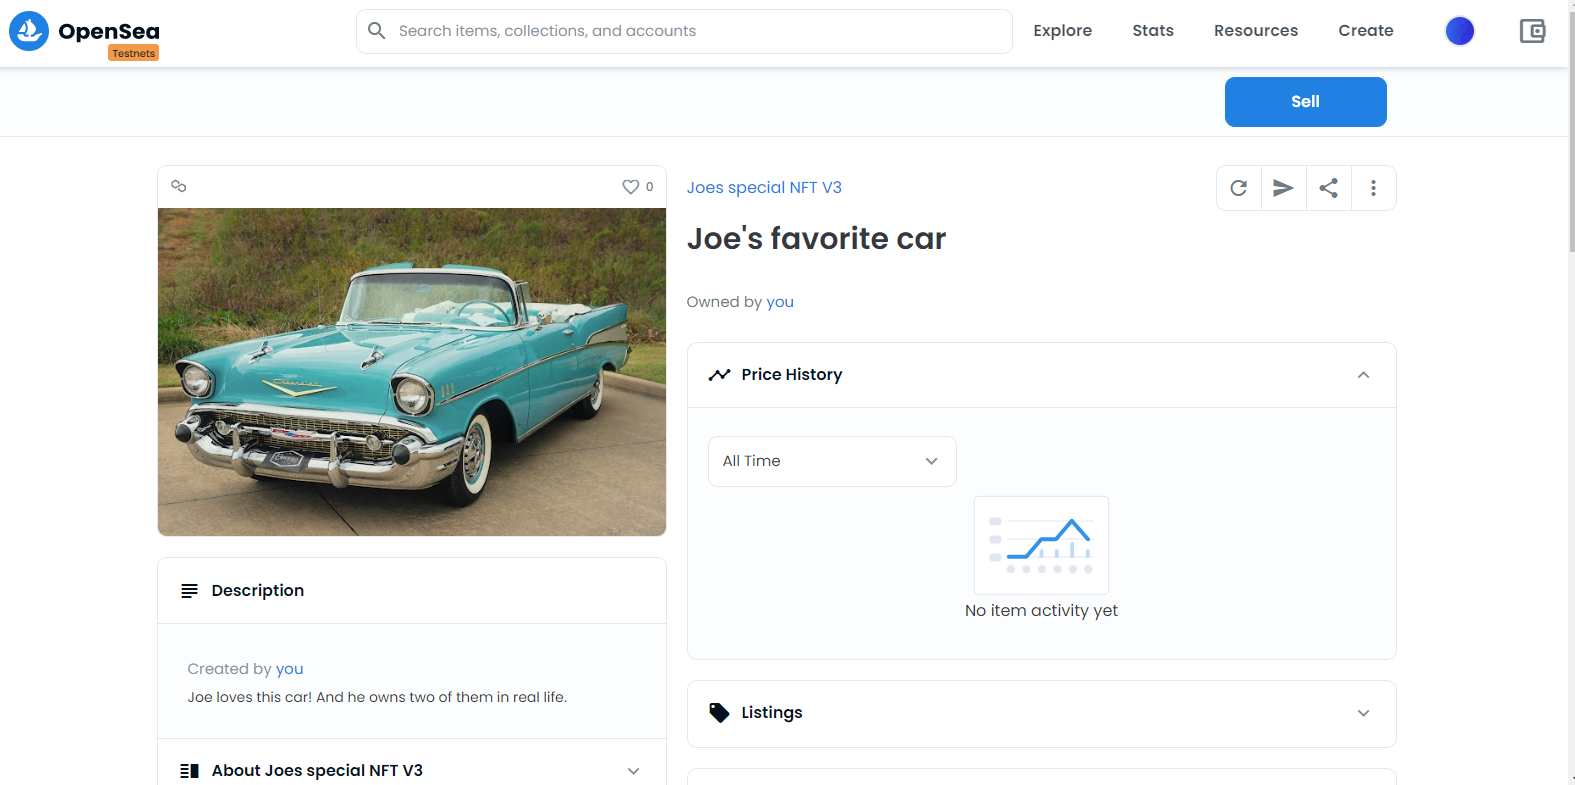 OpenSea
Testnets
Search items, collections, and accounts
Explore
Stats
Resources
Create
Sell
0
Joes special NFT V3
Joe's favorite car
Owned by you
Price History
All Time
No item activity yet
Listings
Chevrolet
Description
Created by you
Joe loves this car! And he owns two of them in real life.
About Joes special NFT V3